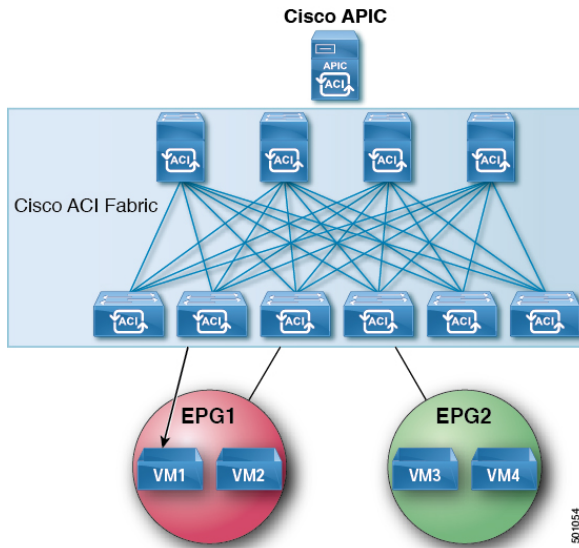 Cisco APIC
APIC
ACI
ACI ACI ACI ACI
Cisco ACI Fabric
ACI ACI ACI ACI ACI ACI
EPG1 EPG2
VM1 VM2 VM3 VM4
501054